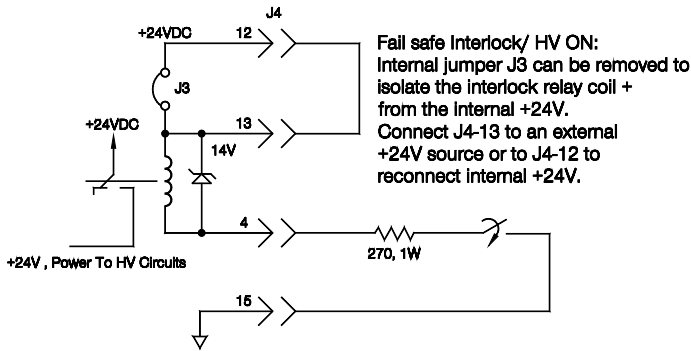 J4
+24VDC
12
Fail safe Interlock/ HV ON:
Internal jumper J3 can be removed to
isolate the interlock relay coil +
from the internal +24V.
Connect J4-13 to an external
+24V source or to J4-12 to
reconnect internal +24V.
J3
+24VDC
13
14V
4
270, 1W
+24V , Power To HV Circuits
15